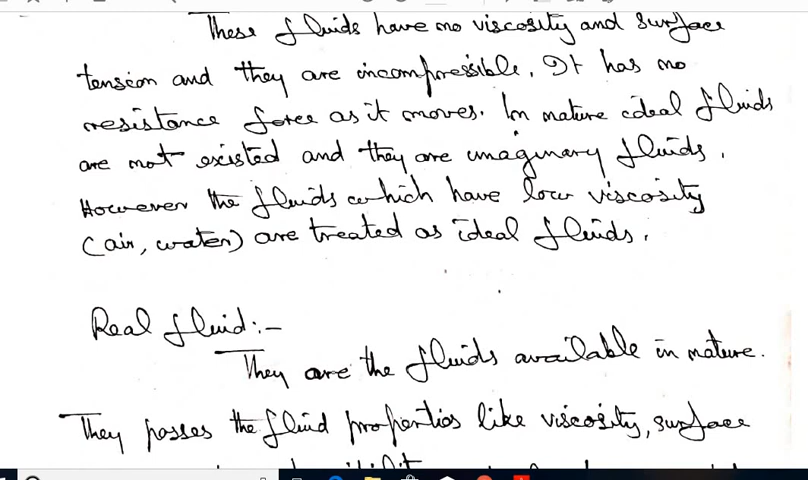 These fluids have no viscosity and surface
tension and they are incompressible. It has no
resistance force as it moves. In nature ideal fluids
are not existed and they are imaginary fluids.
However the fluids which have low viscosity
(air, water) are treated as ideal fluids.
Real fluid:-
They are the fluids available in nature.
They posses the fluid properties like viscosity, surface